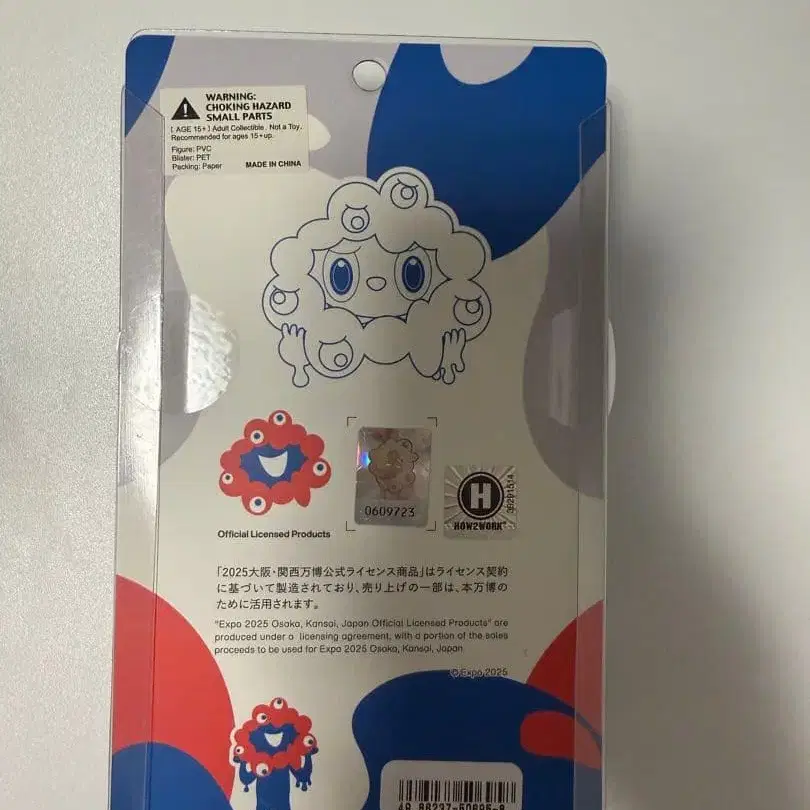 WARNING:
CHOKING HAZARD
SMALL PARTS
[ AGE 15+ ] Adult Collectible. Not a Toy.
Recommended for ages 15+up.
Figure: PVC
Blister: PET
Packing: Paper MADE IN CHINA
0609723
H
HOW2WORK
39291514
Official Licensed Products
「2025大阪・関西万博公式ライセンス商品」はライセンス契約
に基づいて製造されており、売り上げの一部は、本万博の
ために活用されます。
"Expo 2025 Osaka, Kansai, Japan Official Licensed Products" are
produced under a licensing agreement, with a portion of the sales
proceeds to be used for Expo 2025 Osaka, Kansai, Japan.
© Expo 2025